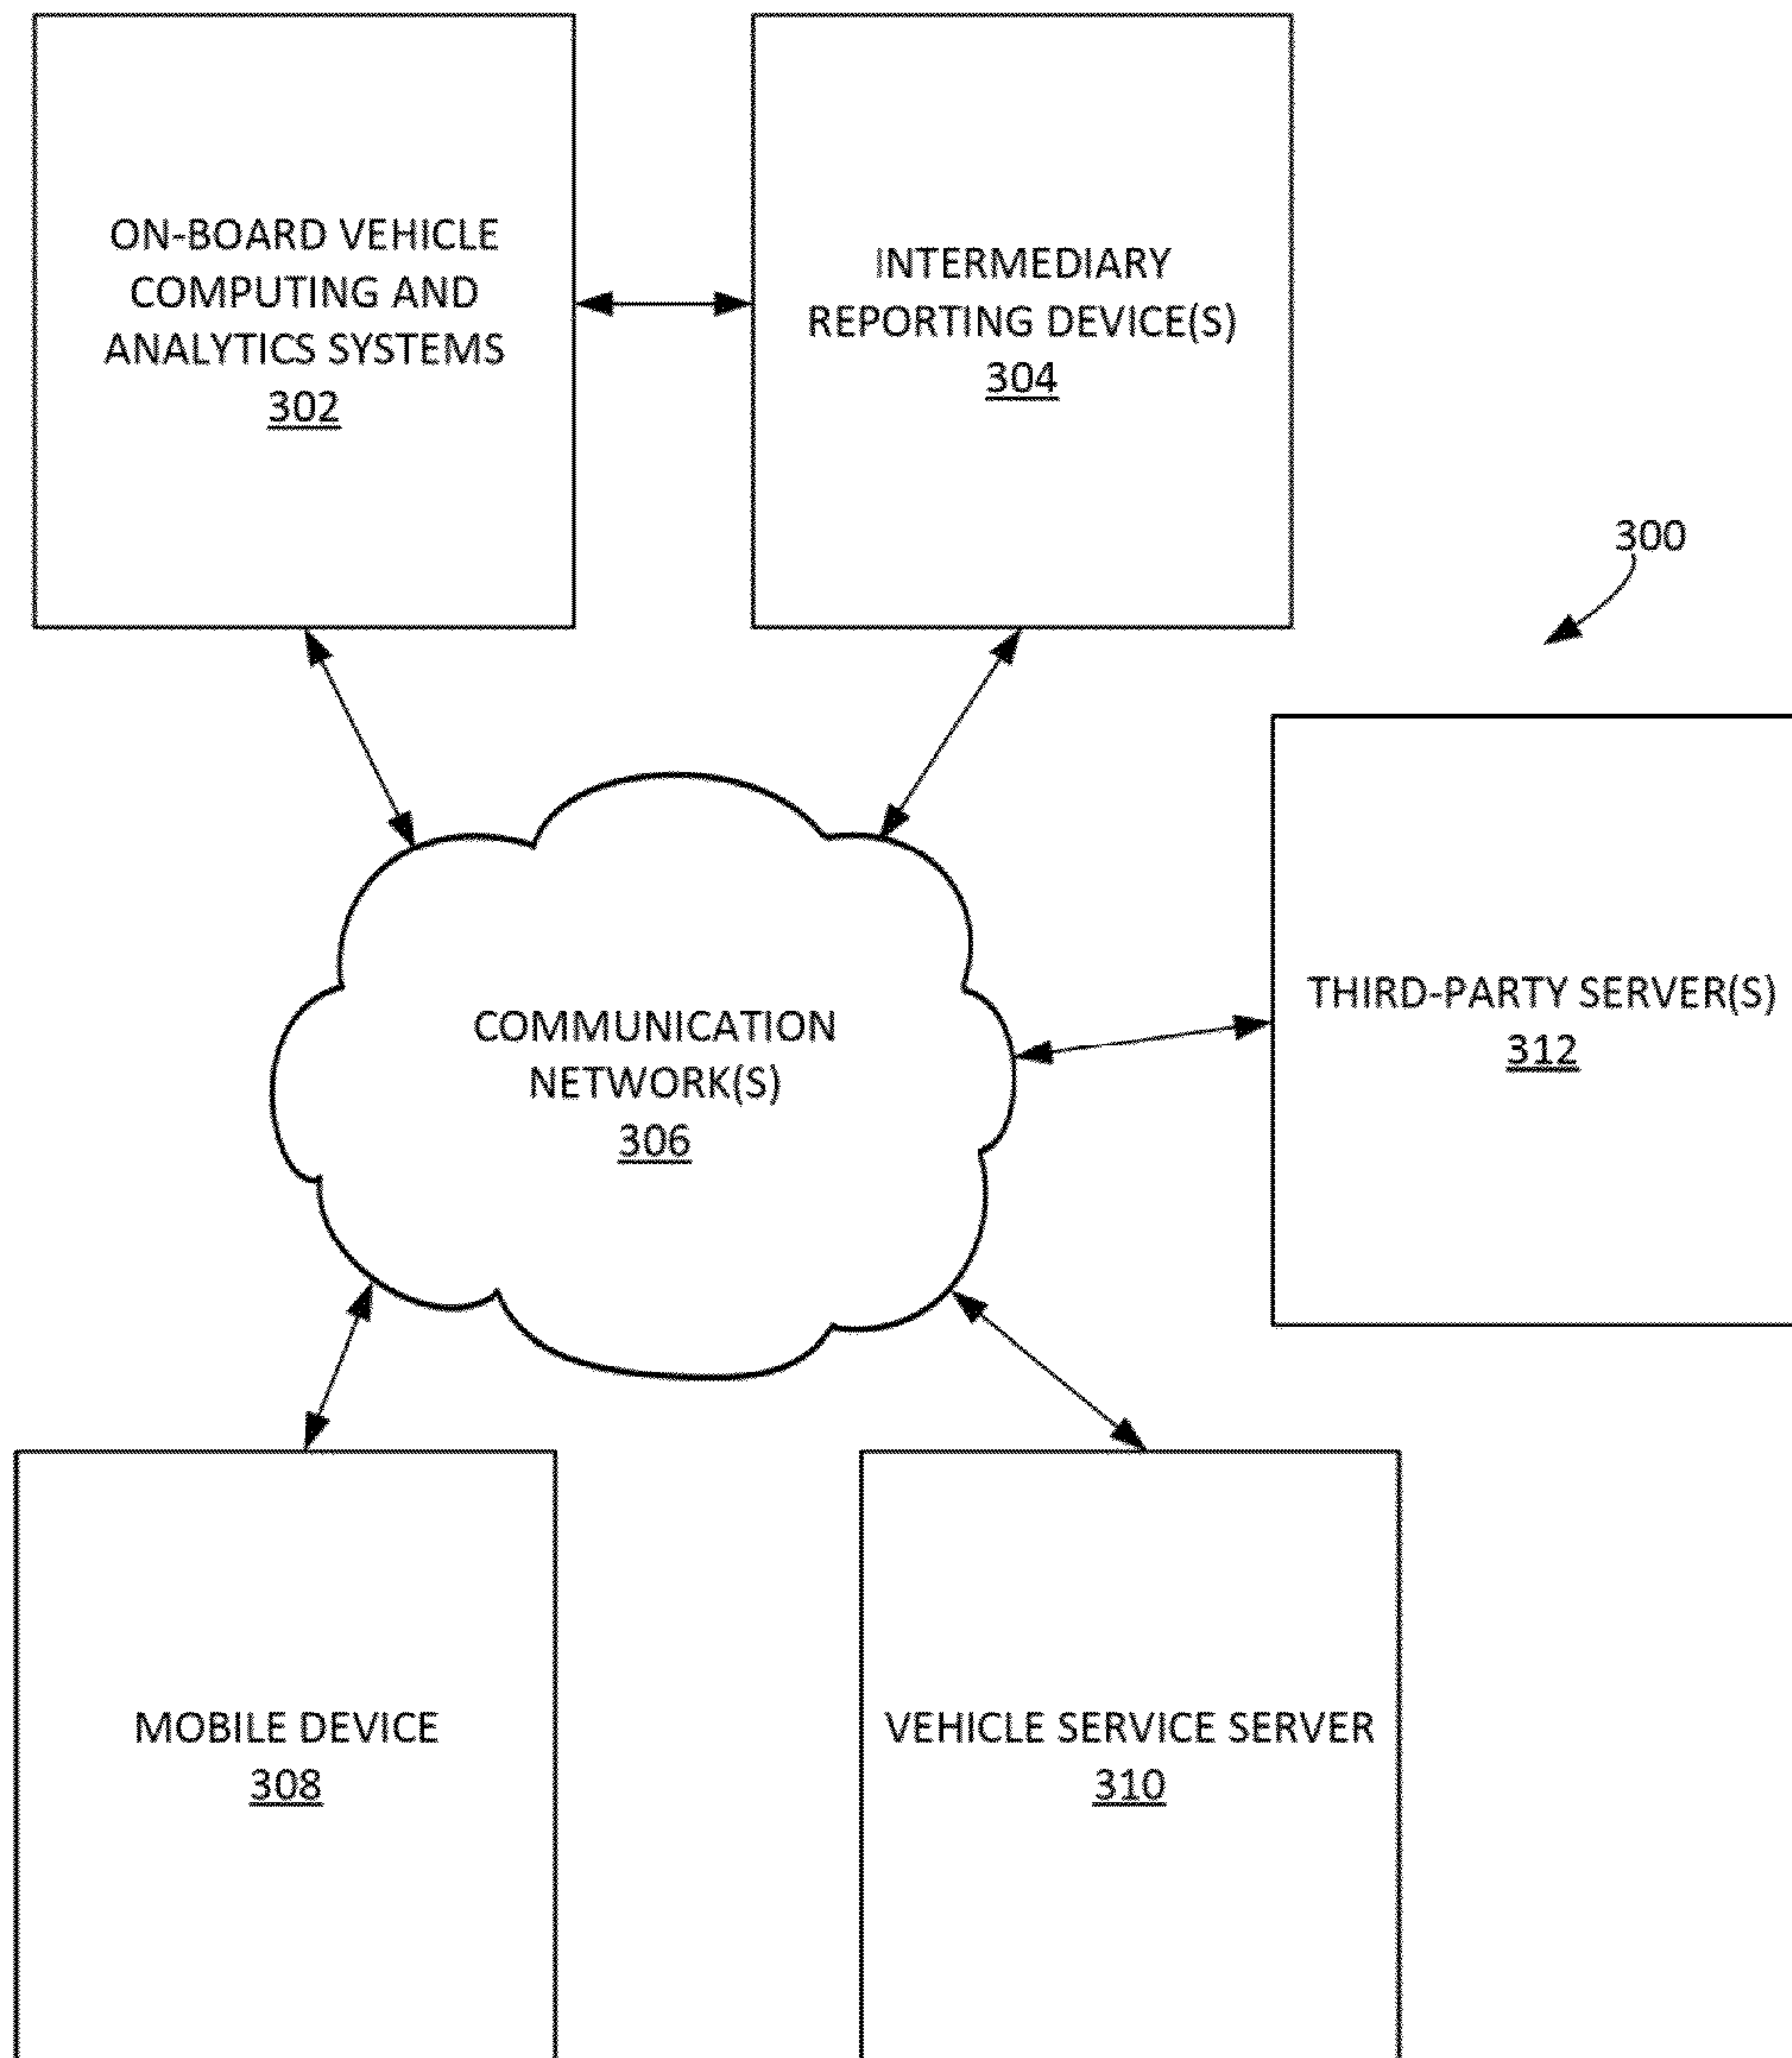 ON-BOARD VEHICLE
COMPUTING AND
ANALYTICS SYSTEMS
302
INTERMEDIARY
REPORTING DEVICE(S)
304
300
COMMUNICATION
NETWORK(S)
306
THIRD-PARTY SERVER(S)
312
MOBILE DEVICE
308
VEHICLE SERVICE SERVER
310